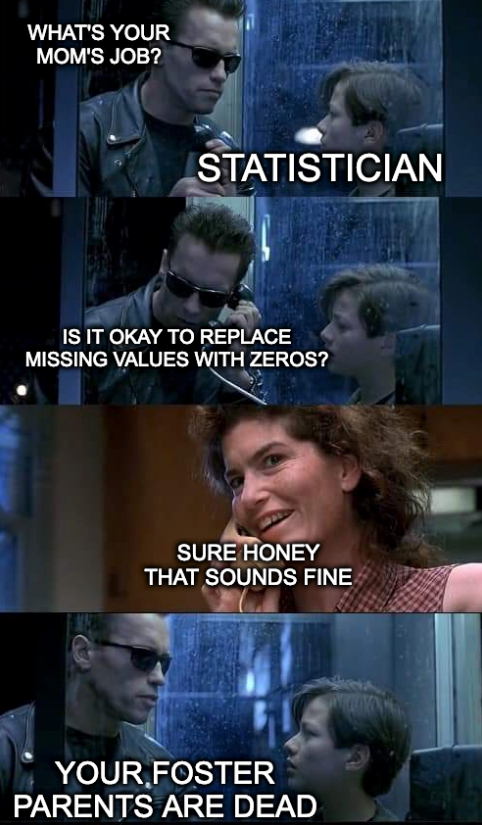 WHAT'S YOUR
MOM'S JOB?
STATISTICIAN
IS IT OKAY TO REPLACE
MISSING VALUES WITH ZEROS?
SURE HONEY
THAT SOUNDS FINE
YOUR FOSTER
PARENTS ARE DEAD